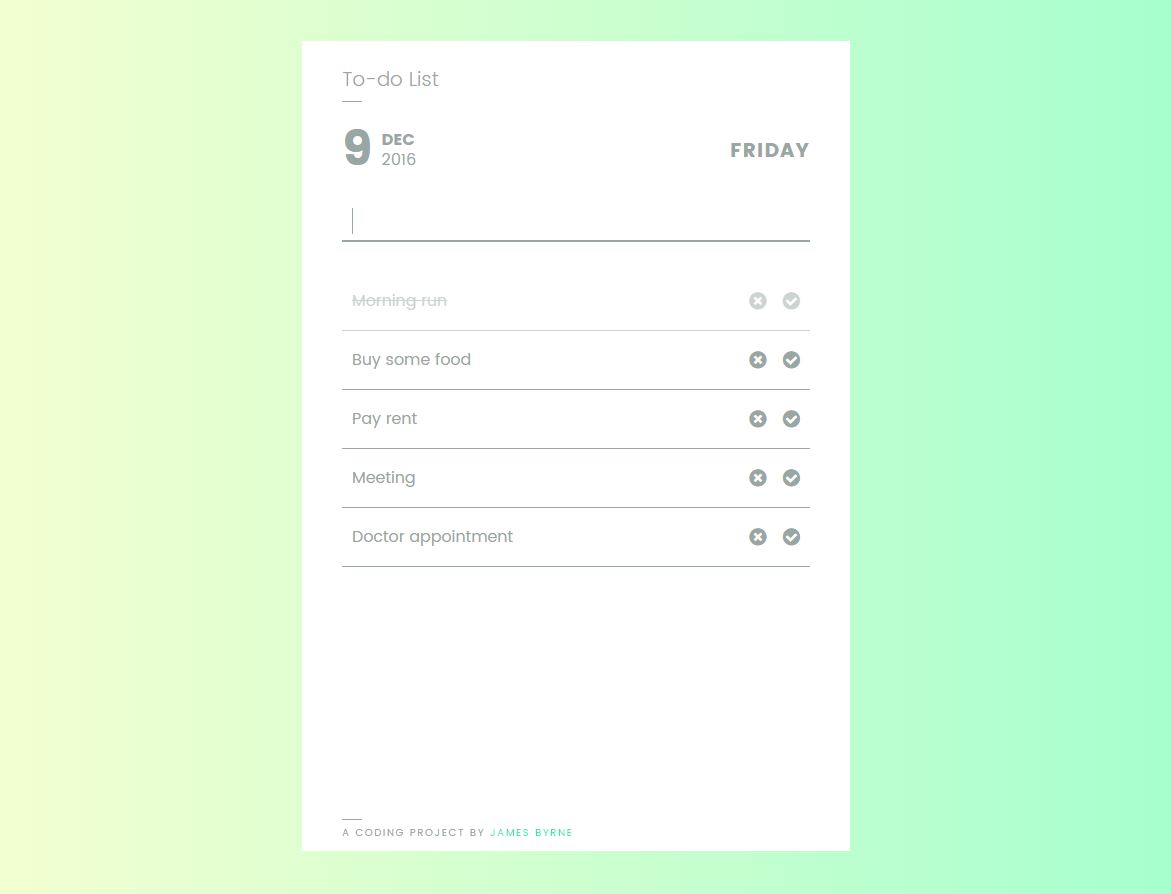 To-do List
9 DEC
2016
FRIDAY
Morning run
Buy some food
Pay rent
Meeting
Doctor appointment
A CODING PROJECT BY JAMES BYRNE